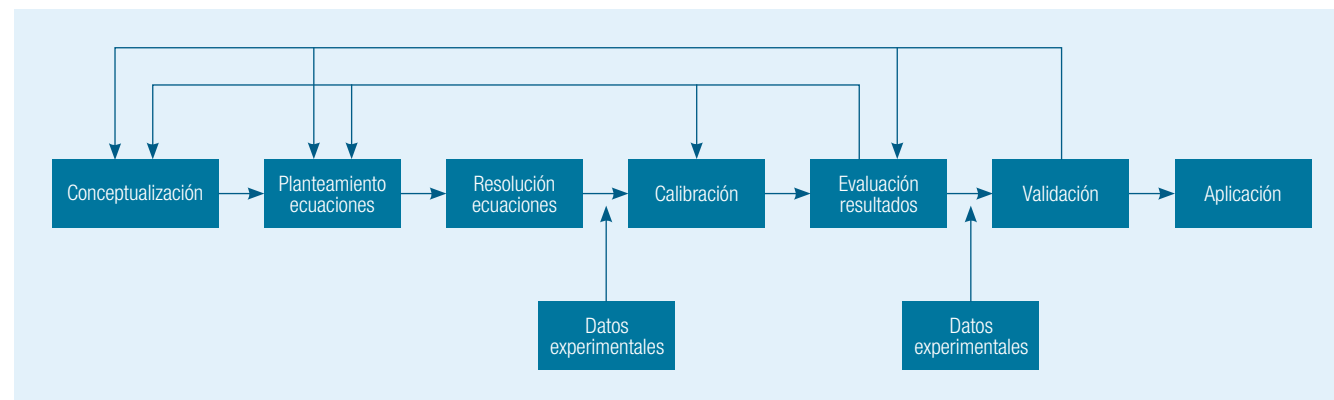 Conceptualización
Planteamiento
ecuaciones
Resolución
ecuaciones
Calibración
Evaluación
resultados
Validación
Aplicación
Datos
experimentales
Datos
experimentales